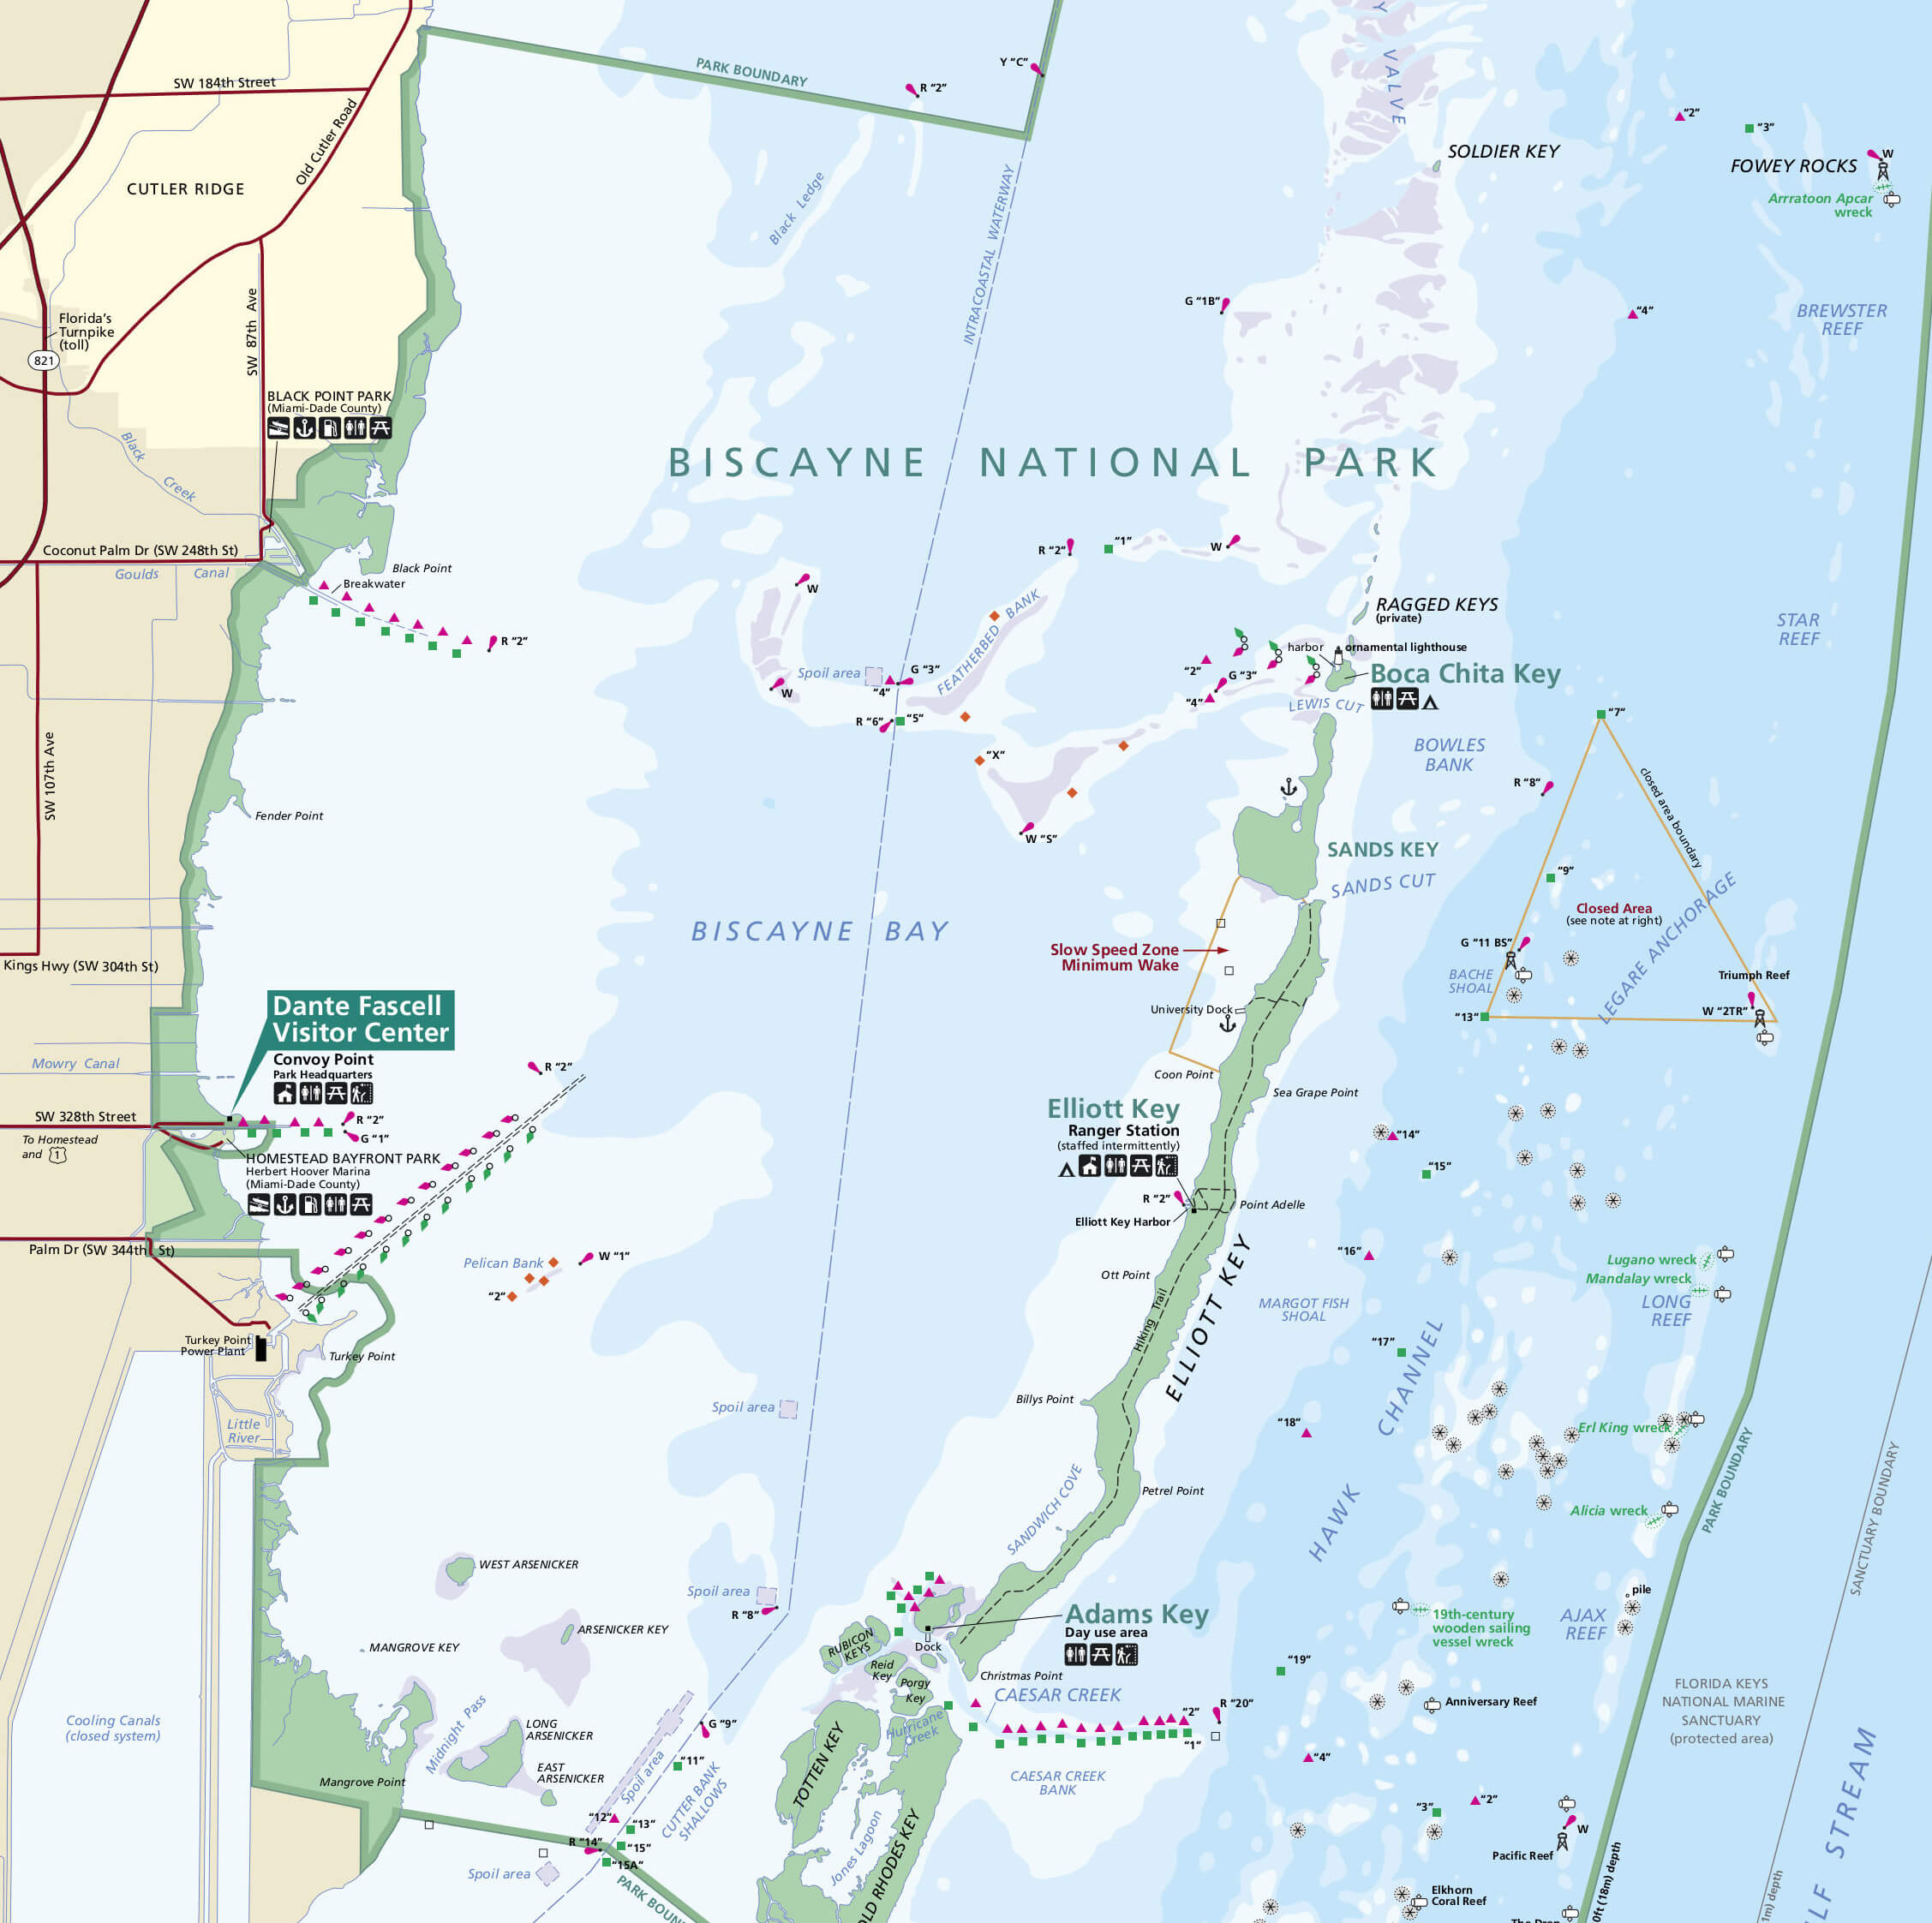 PARK BOUNDARY
Y "C"
R "2"
SW 184th Street
Old Cutler Road
CUTLER RIDGE
Black Ledge
INTRACOASTAL WATERWAY
Y
VALVE
SOLDIER KEY
"2"
"3"
W
FOWEY ROCKS
Arrratoon Apcar
wreck
BREWSTER
REEF
"4"
G "1B"
Florida's
Turnpike
(toll)
821
SW 87th Ave
BLACK POINT PARK
(Miami-Dade County)
Black Creek
BISCAYNE NATIONAL PARK
Coconut Palm Dr (SW 248th St)
Goulds Canal
Black Point
Breakwater
R "2"
R "2"
"1"
W
W
RAGGED KEYS
(private)
STAR
REEF
FEATHERBED BANK
harbor
ornamental lighthouse
Boca Chita Key
Spoil area
"4"
G "3"
W
R "6"
"5"
"2"
G "3"
"4"
LEWIS CUT
"7"
"X"
BOWLES
BANK
closed area boundary
R "8"
SW 107th Ave
Fender Point
W "S"
SANDS KEY
SANDS CUT
"9"
Closed Area
(see note at right)
LEGARE ANCHORAGE
BISCAYNE BAY
Slow Speed Zone
Minimum Wake
G "11 BS"
BACHE
SHOAL
Triumph Reef
W "2TR"
"13"
Kings Hwy (SW 304th St)
University Dock
Dante Fascell
Visitor Center
Convoy Point
Park Headquarters
Mowry Canal
R "2"
Coon Point
Sea Grape Point
SW 328th Street
R "2"
G "1"
To Homestead
and 1
HOMESTEAD BAYFRONT PARK
Herbert Hoover Marina
(Miami-Dade County)
Elliott Key
Ranger Station
(staffed intermittently)
"14"
"15"
R "2"
Point Adelle
Elliott Key Harbor
Palm Dr (SW 344th St)
Pelican Bank
W "1"
"2"
Ott Point
Hiking Trail
ELLIOTT KEY
"16"
Lugano wreck
Mandalay wreck
LONG
REEF
MARGOT FISH
SHOAL
Turkey Point
Power Plant
Turkey Point
"17"
HAWK CHANNEL
Little
River
Spoil area
Billys Point
"18"
Erl King wreck
PARK BOUNDARY
SANCTUARY BOUNDARY
Petrel Point
SANDWICH COVE
Alicia wreck
WEST ARSENICKER
Spoil area
R "8"
pile
AJAX
REEF
19th-century
wooden sailing
vessel wreck
Adams Key
Day use area
Dock
RUBICON
KEYS
Reid
Key
Porgy
Key
ARSENICKER KEY
MANGROVE KEY
Christmas Point
CAESAR CREEK
"19"
FLORIDA KEYS
NATIONAL MARINE
SANCTUARY
(protected area)
Anniversary Reef
"2"
R "20"
"1"
Hurricane
Creek
Cooling Canals
(closed system)
Midnight Pass
LONG
ARSENICKER
G "9"
"11"
EAST
ARSENICKER
Mangrove Point
Spoil area
CUTTER BANK
SHALLOWS
TOTTEN KEY
CAESAR CREEK
BANK
"4"
"3"
"2"
W
Pacific Reef
"12"
"13"
R "14"
"15"
"15A"
Spoil area
PARK BOUN
Jones Lagoon
OLD RHODES KEY
Elkhorn
Coral Reef
0ft (18m) depth
1m) depth
LF STREAM